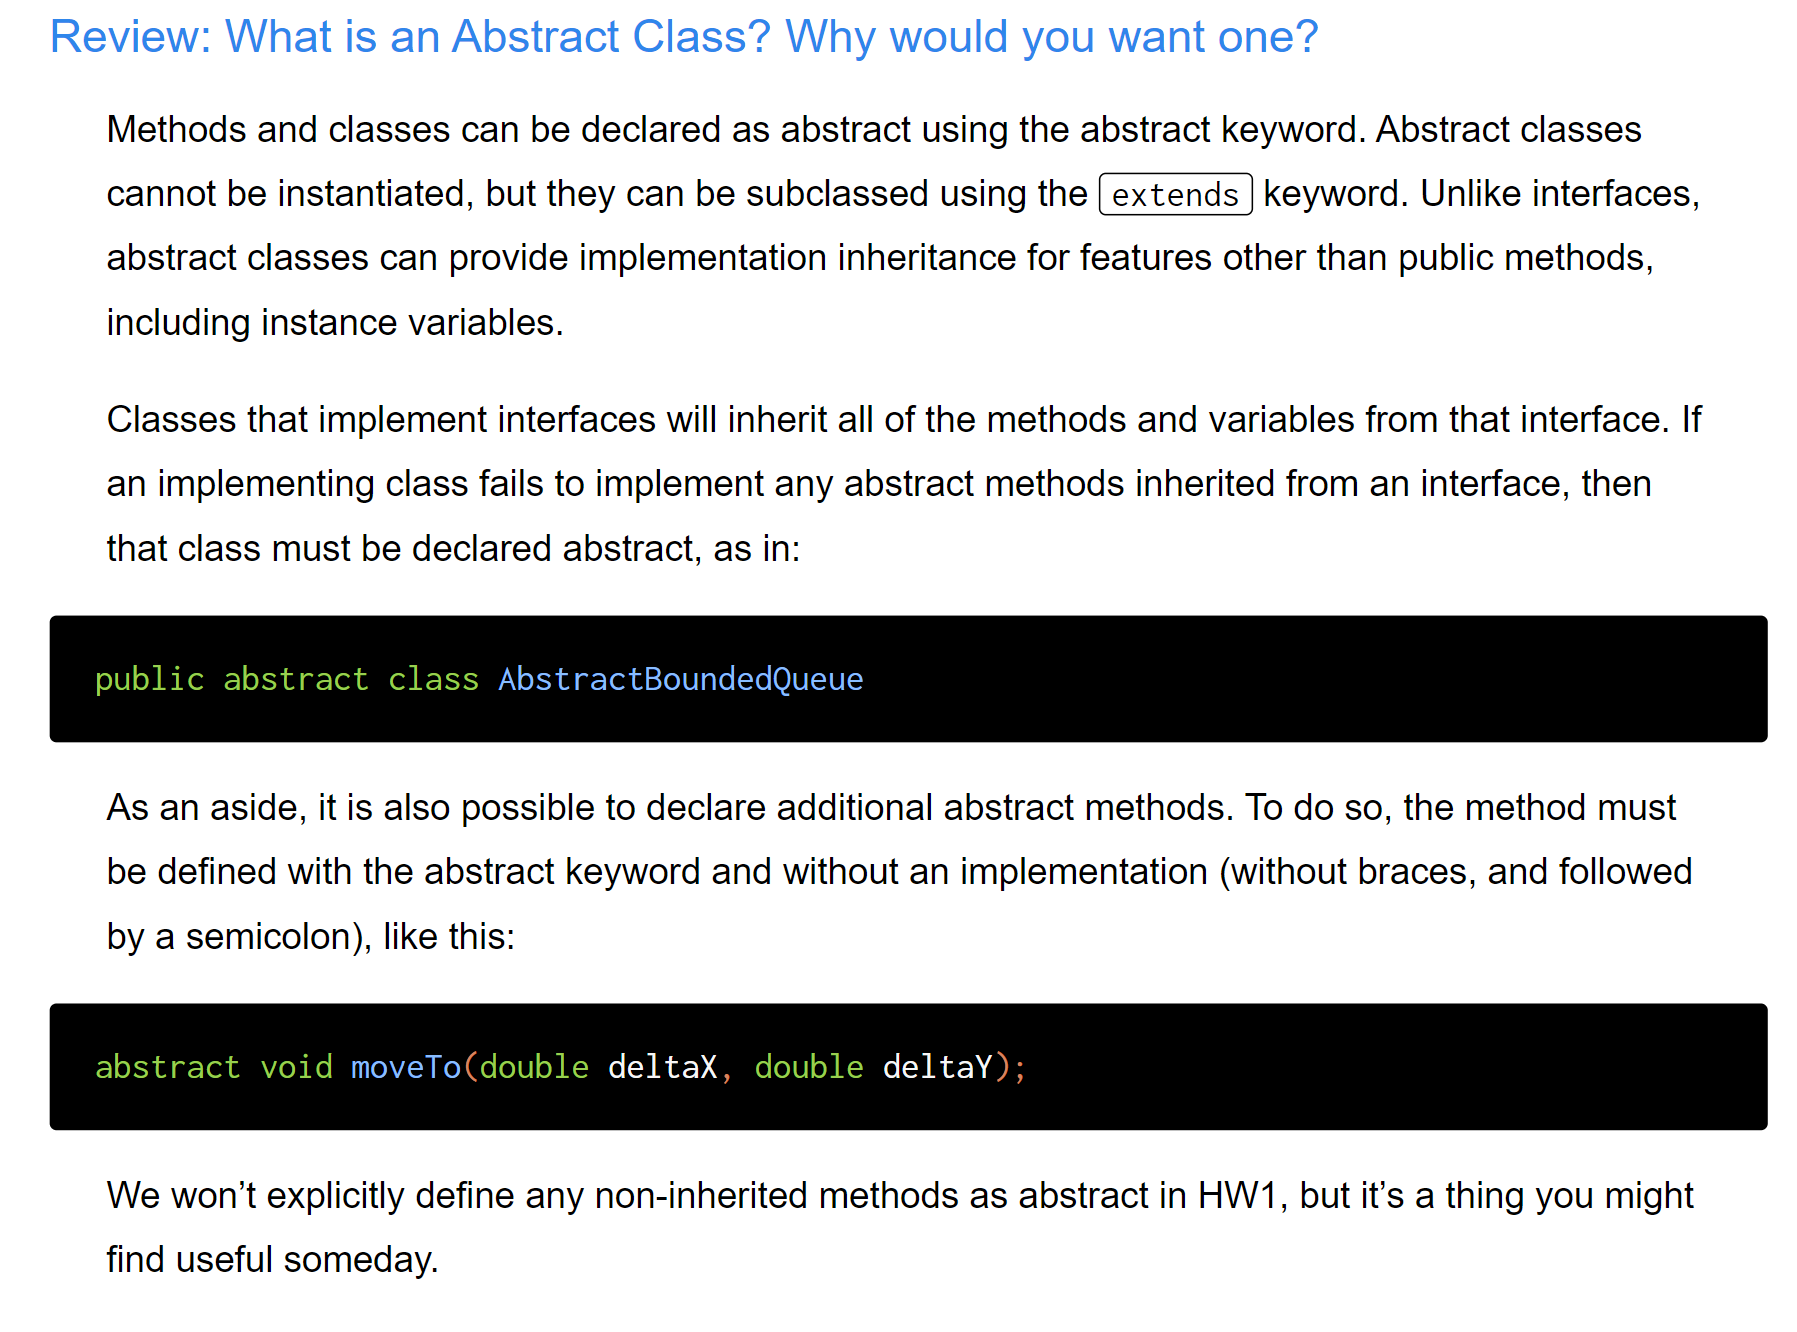 Review: What is an Abstract Class? Why would you want one?
Methods and classes can be declared as abstract using the abstract keyword. Abstract classes
cannot be instantiated, but they can be subclassed using the extends keyword. Unlike interfaces,
abstract classes can provide implementation inheritance for features other than public methods,
including instance variables.
Classes that implement interfaces will inherit all of the methods and variables from that interface. If
an implementing class fails to implement any abstract methods inherited from an interface, then
that class must be declared abstract, as in:
public abstract class AbstractBoundedQueue
As an aside, it is also possible to declare additional abstract methods. To do so, the method must
be defined with the abstract keyword and without an implementation (without braces, and followed
by a semicolon), like this:
abstract void moveTo(double deltaX, double deltaY);
We won’t explicitly define any non-inherited methods as abstract in HW1, but it’s a thing you might
find useful someday.